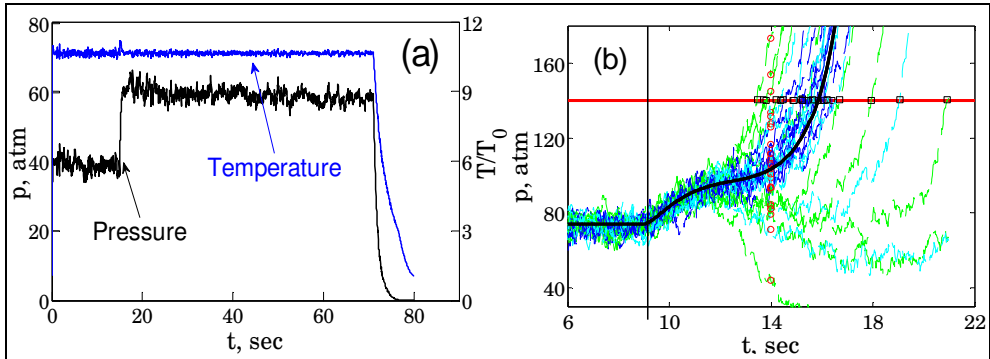 (a)
80
60
40
20
0
p, atm
0 20 40 60 80
t, sec
12
9
6
3
0
T/T0
Temperature
Pressure
(b)
160
120
80
40
p, atm
6 10 14 18 22
t, sec